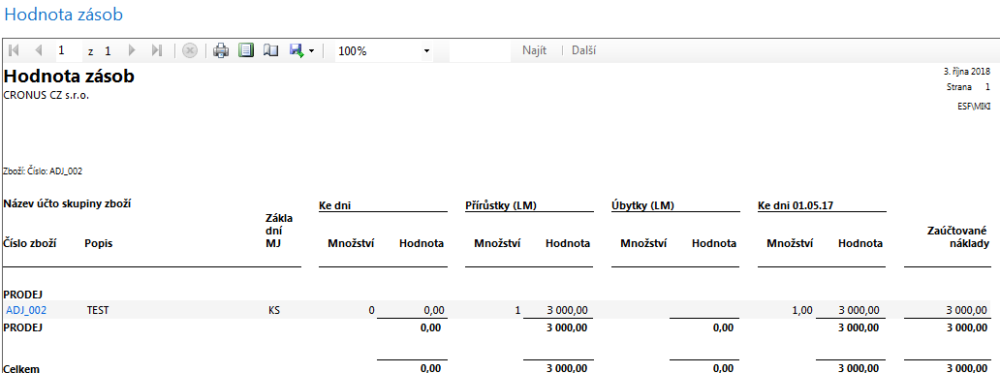 Hodnota zásob
1 z 1 100% Najít | Další
Hodnota zásob
3. října 2018
CRONUS CZ s.r.o.
Strana 1
ESF\MIKI
Zboží: Číslo: ADJ_002
Název účto skupiny zboží
Ke dni Přírůstky (LM) Úbytky (LM) Ke dni 01.05.17
Zákla
dní
MJ
Zaúčtované
náklady
Číslo zboží Popis Množství Hodnota Množství Hodnota Množství Hodnota Množství Hodnota
PRODEJ
ADJ_002 TEST KS 0 0,00 1 3 000,00 1,00 3 000,00 3 000,00
PRODEJ 0,00 3 000,00 0,00 3 000,00 3 000,00
Celkem 0,00 3 000,00 0,00 3 000,00 3 000,00